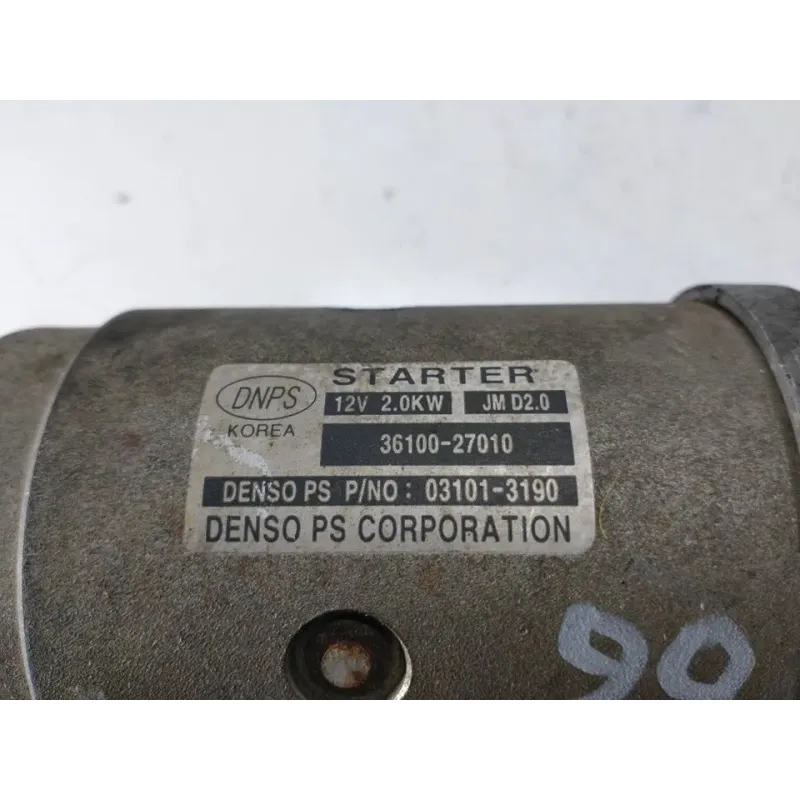 STARTER
DNPS
12V 2.0KW JM D2.0
KOREA
36100-27010
DENSO PS P/NO : 03101-3190
DENSO PS CORPORATION
90